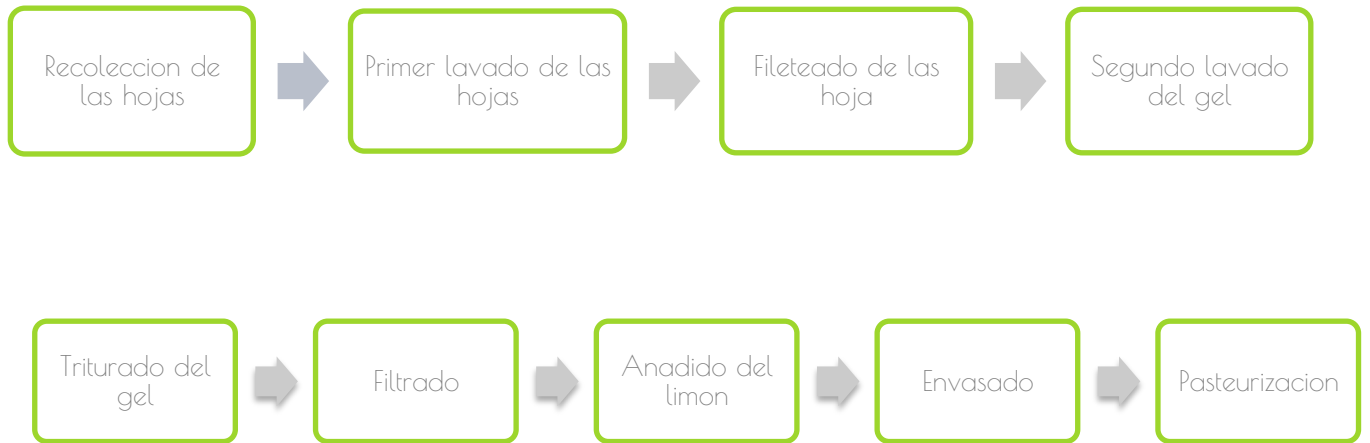 Recoleccion de
las hojas
Primer lavado de las
hojas
Fileteado de las
hoja
Segundo lavado
del gel
Triturado del
gel
Filtrado
Anadido del
limon
Envasado
Pasteurizacion